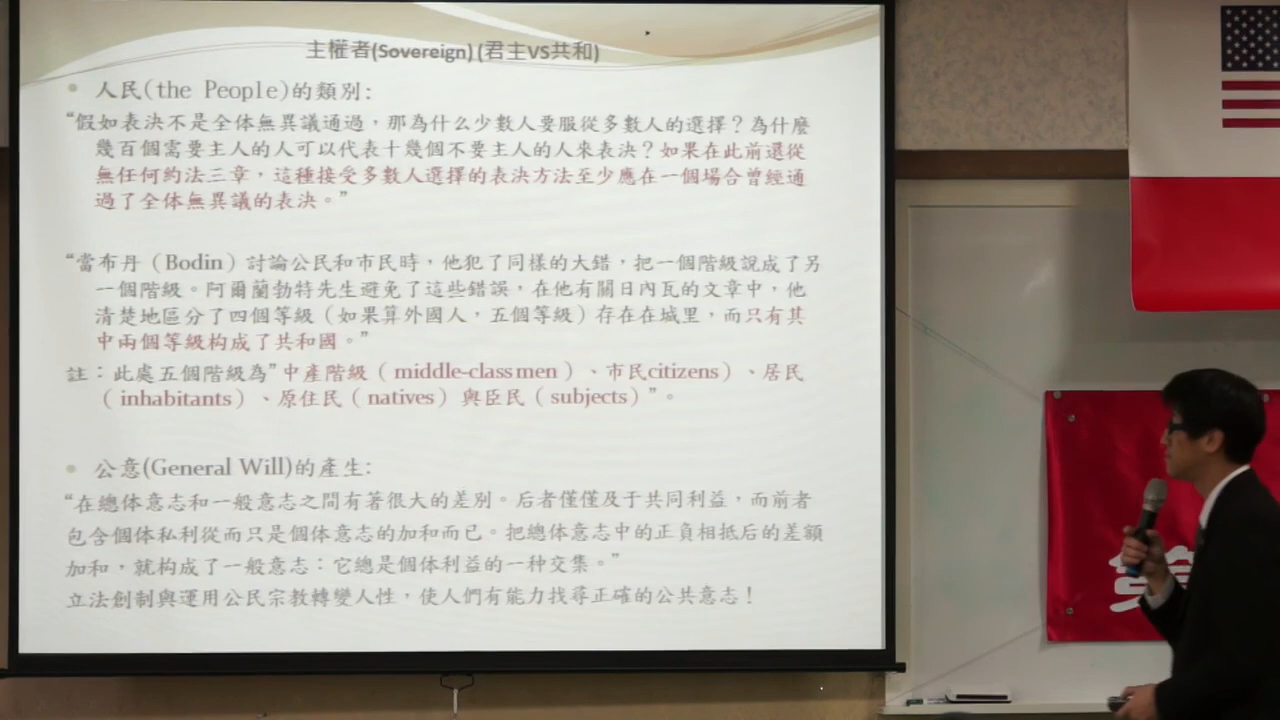 主權者(Sovereign) (君主VS共和)
人民(the People)的類別:
“假如表決不是全体無異議通過，那為什么少數人要服從多數人的選擇？為什麼
幾百個需要主人的人可以代表十幾個不要主人的人來表決？如果在此前還從
無任何約法三章，這種接受多數人選擇的表決方法至少應在一個場合曾經通
過了全体無異議的表決。”
“當布丹（Bodin）討論公民和市民時，他犯了同樣的大錯，把一個階級說成了另
一個階級。阿爾蘭勃特先生避免了這些錯誤，在他有關日內瓦的文章中，他
清楚地區分了四個等級（如果算外國人，五個等級）存在在城里，而只有其
中兩個等級构成了共和國。”
註：此處五個階級為”中產階級（middle-class men）、市民citizens）、居民
（inhabitants）、原住民（natives）與臣民（subjects）”。
公意(General Will)的產生:
“在總体意志和一般意志之間有著很大的差別。后者僅僅及于共同利益，而前者
包含個体私利從而只是個体意志的加和而已。把總体意志中的正負相抵后的差額
加和，就构成了一般意志：它總是個体利益的一种交集。”
立法創制與運用公民宗教轉變人性，使人們有能力找尋正確的公共意志！